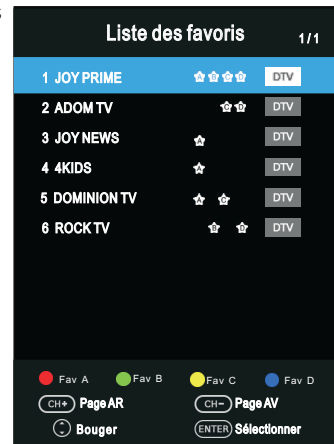 Liste des favoris 1/1
1 JOY PRIME DTV
2 ADOM TV DTV
3 JOY NEWS A DTV
4 4KIDS A DTV
5 DOMINION TV A DTV
6 ROCK TV DTV
Fav A Fav B Fav C Fav D
CH+ Page AR CH- Page AV
Bouger ENTER Sélectionner